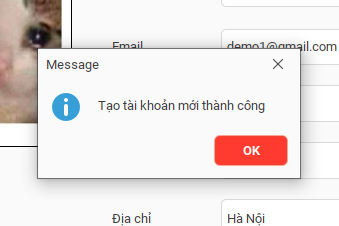 Email
demo1@gmail.com
Message
Tạo tài khoản mới thành công
OK
Địa chỉ
Hà Nội